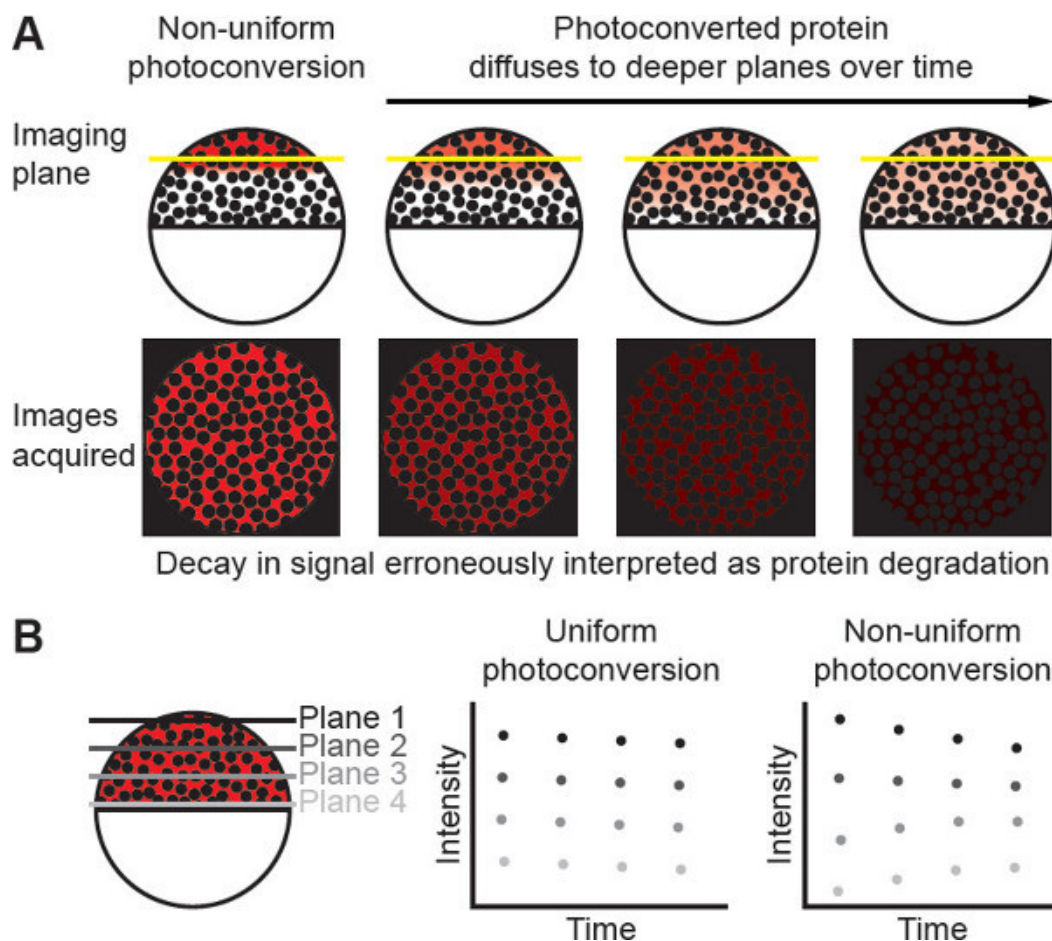 A
Non-uniform
photoconversion
Photoconverted protein
diffuses to deeper planes over time
Imaging
plane
Images
acquired
Decay in signal erroneously interpreted as protein degradation
B
Plane 1
Plane 2
Plane 3
Plane 4
Uniform
photoconversion
Intensity
Time
Non-uniform
photoconversion
Intensity
Time